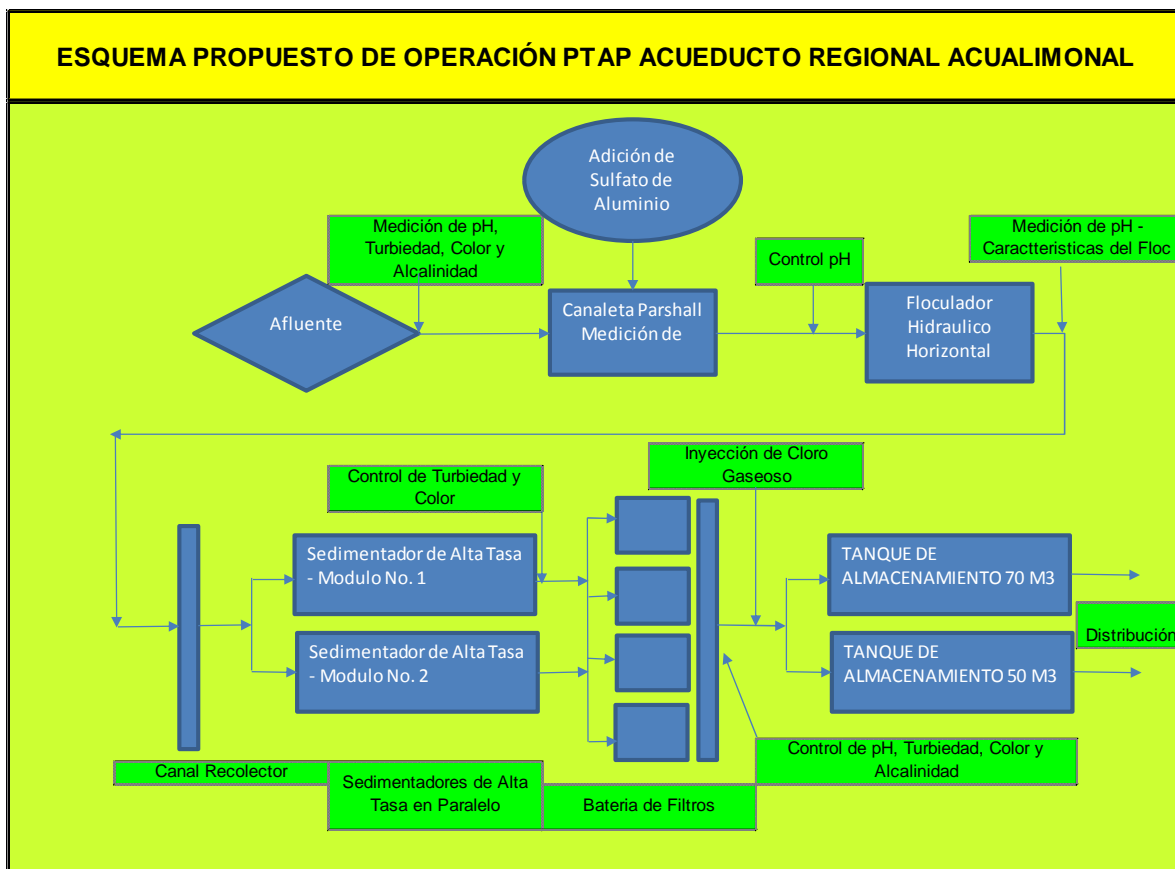 ESQUEMA PROPUESTO DE OPERACIÓN PTAP ACUEDUCTO REGIONAL ACUALIMONAL
Adición de
Sulfato de
Aluminio
Medición de pH,
Turbiedad, Color y
Alcalinidad
Control pH
Medición de pH -
Caractteristicas del Floc
Afluente
Canaleta Parshall
Medición de
Floculador
Hidraulico
Horizontal
Inyección de Cloro
Gaseoso
Control de Turbiedad y
Color
Sedimentador de Alta Tasa
- Modulo No. 1
TANQUE DE
ALMACENAMIENTO 70 M3
Distribución
Sedimentador de Alta Tasa
- Modulo No. 2
TANQUE DE
ALMACENAMIENTO 50 M3
Control de pH, Turbiedad, Color y
Alcalinidad
Canal Recolector
Sedimentadores de Alta
Tasa en Paralelo
Bateria de Filtros